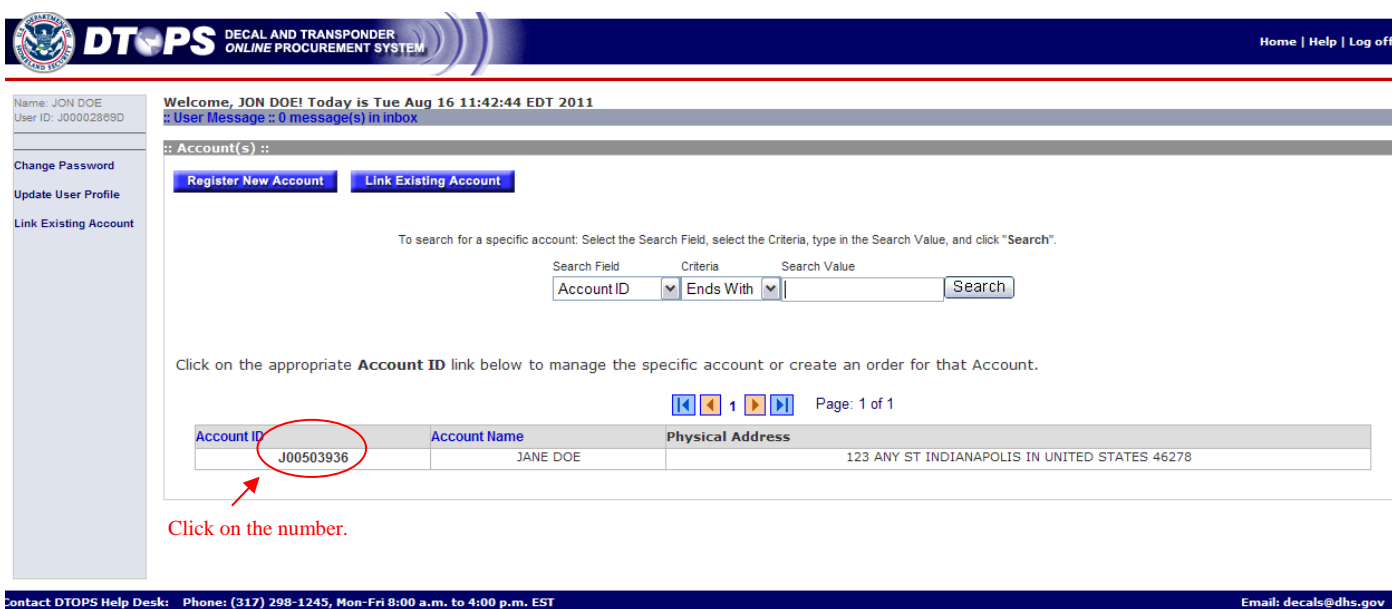 U.S. DEPARTMENT OF HOMELAND SECURITY
DTOPS DECAL AND TRANSPONDER
ONLINE PROCUREMENT SYSTEM
Home | Help | Log off
Name: JON DOE
User ID: J00002869D
Change Password
Update User Profile
Link Existing Account
Welcome, JON DOE! Today is Tue Aug 16 11:42:44 EDT 2011
:: User Message :: 0 message(s) in inbox
:: Account(s) ::
Register New Account Link Existing Account
To search for a specific account: Select the Search Field, select the Criteria, type in the Search Value, and click "Search".
Search Field Criteria Search Value
Account ID Ends With Search
Click on the appropriate Account ID link below to manage the specific account or create an order for that Account.
1 Page: 1 of 1
Account ID Account Name Physical Address
J00503936 JANE DOE 123 ANY ST INDIANAPOLIS IN UNITED STATES 46278
Click on the number.
Contact DTOPS Help Desk: Phone: (317) 298-1245, Mon-Fri 8:00 a.m. to 4:00 p.m. EST Email: decals@dhs.gov